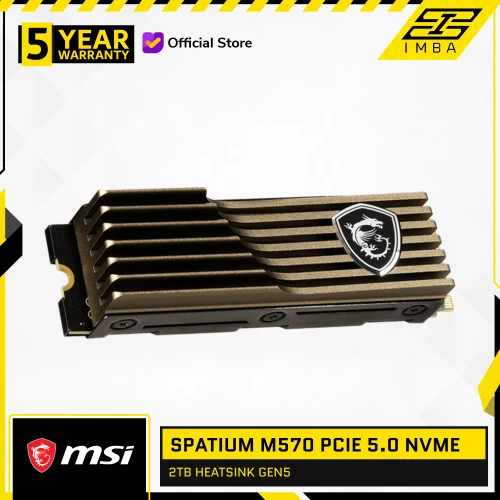 5 YEAR
WARRANTY
Official Store
IMBA
msi
SPATIUM M570 PCIE 5.0 NVME
2TB HEATSINK GEN5